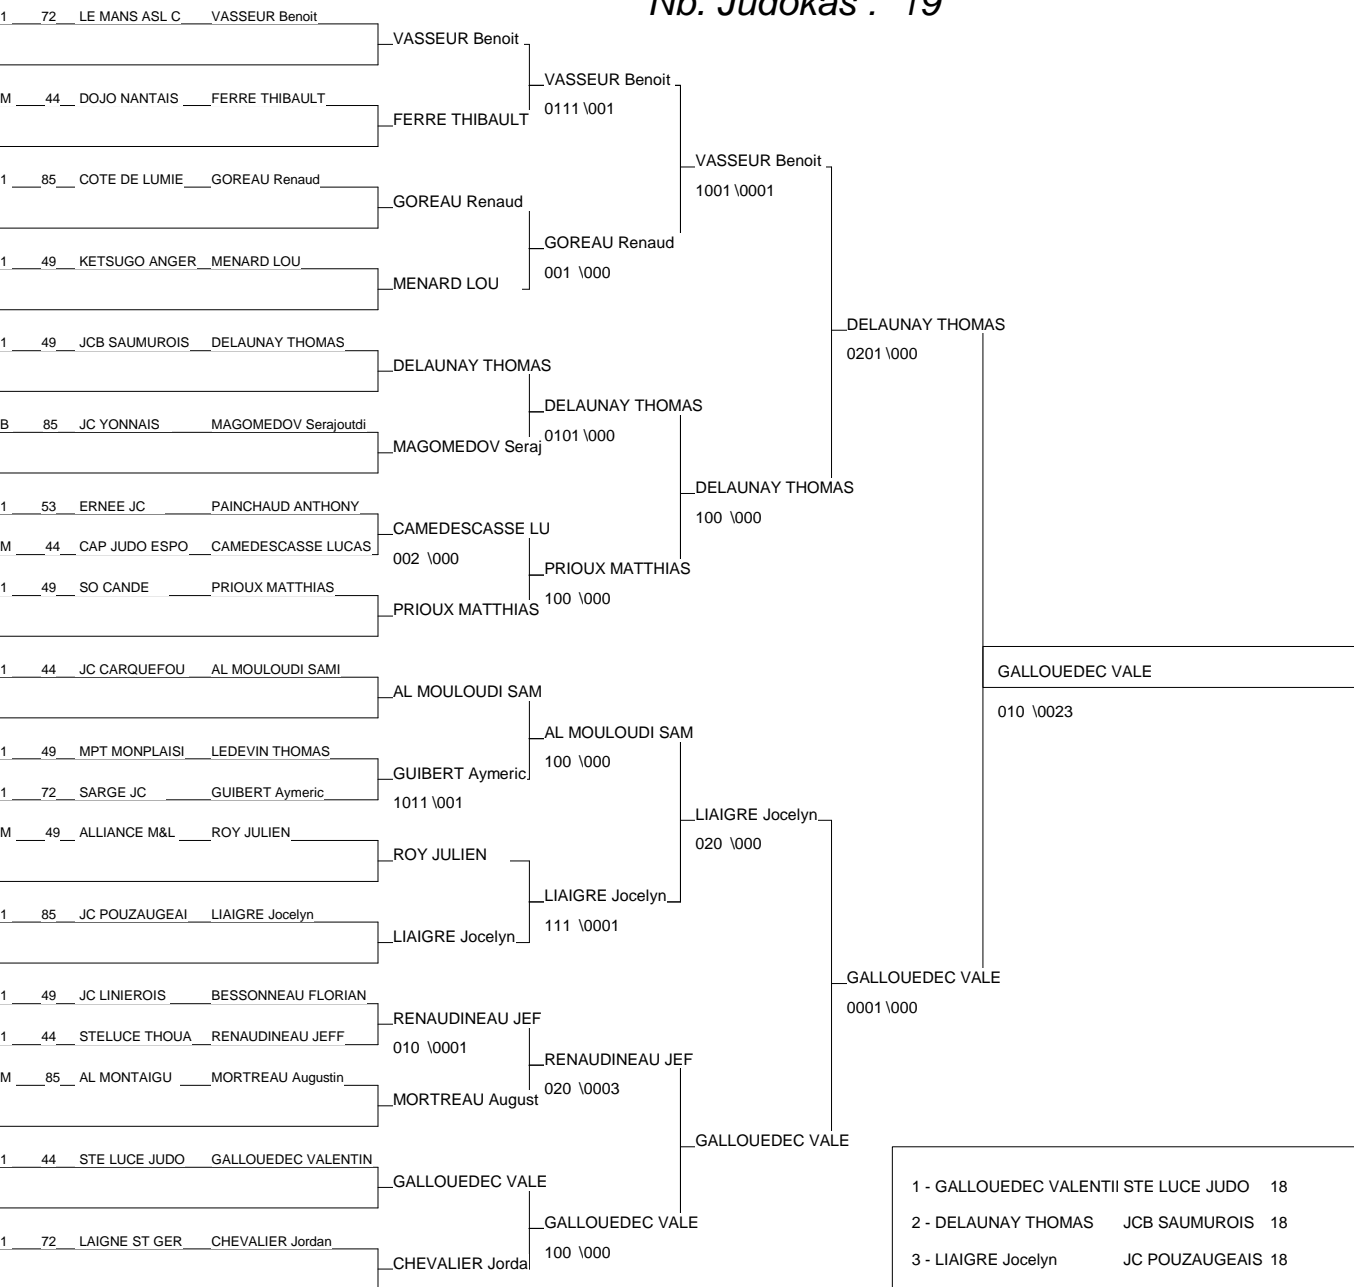 Nb. Judokas : 19
1 72 LE MANS ASL C VASSEUR Benoit
VASSEUR Benoit
VASSEUR Benoit
0111 \001
M 44 DOJO NANTAIS FERRE THIBAULT
FERRE THIBAULT
VASSEUR Benoit
1001 \0001
1 85 COTE DE LUMIE GOREAU Renaud
GOREAU Renaud
GOREAU Renaud
001 \000
1 49 KETSUGO ANGER MENARD LOU
MENARD LOU
DELAUNAY THOMAS
0201 \000
1 49 JCB SAUMUROIS DELAUNAY THOMAS
DELAUNAY THOMAS
DELAUNAY THOMAS
0101 \000
B 85 JC YONNAIS MAGOMEDOV Serajoutdi
MAGOMEDOV Seraj
DELAUNAY THOMAS
100 \000
1 53 ERNEE JC PAINCHAUD ANTHONY
CAMEDESCASSE LU
002 \000
M 44 CAP JUDO ESPO CAMEDESCASSE LUCAS
PRIOUX MATTHIAS
100 \000
1 49 SO CANDE PRIOUX MATTHIAS
PRIOUX MATTHIAS
GALLOUEDEC VALE
010 \0023
1 44 JC CARQUEFOU AL MOULOUDI SAMI
AL MOULOUDI SAM
AL MOULOUDI SAM
100 \000
1 49 MPT MONPLAISI LEDEVIN THOMAS
GUIBERT Aymeric
1011 \001
1 72 SARGE JC GUIBERT Aymeric
LIAIGRE Jocelyn
020 \000
M 49 ALLIANCE M&L ROY JULIEN
ROY JULIEN
LIAIGRE Jocelyn
111 \0001
1 85 JC POUZAUGEAI LIAIGRE Jocelyn
LIAIGRE Jocelyn
GALLOUEDEC VALE
0001 \000
1 49 JC LINIEROIS BESSONNEAU FLORIAN
RENAUDINEAU JEF
010 \0001
1 44 STELUCE THOUA RENAUDINEAU JEFF
RENAUDINEAU JEF
020 \0003
M 85 AL MONTAIGU MORTREAU Augustin
MORTREAU August
GALLOUEDEC VALE
1 44 STE LUCE JUDO GALLOUEDEC VALENTIN
GALLOUEDEC VALE
GALLOUEDEC VALE
100 \000
1 72 LAIGNE ST GER CHEVALIER Jordan
CHEVALIER Jorda
1 - GALLOUEDEC VALENTII STE LUCE JUDO 18
2 - DELAUNAY THOMAS JCB SAUMUROIS 18
3 - LIAIGRE Jocelyn JC POUZAUGEAIS 18